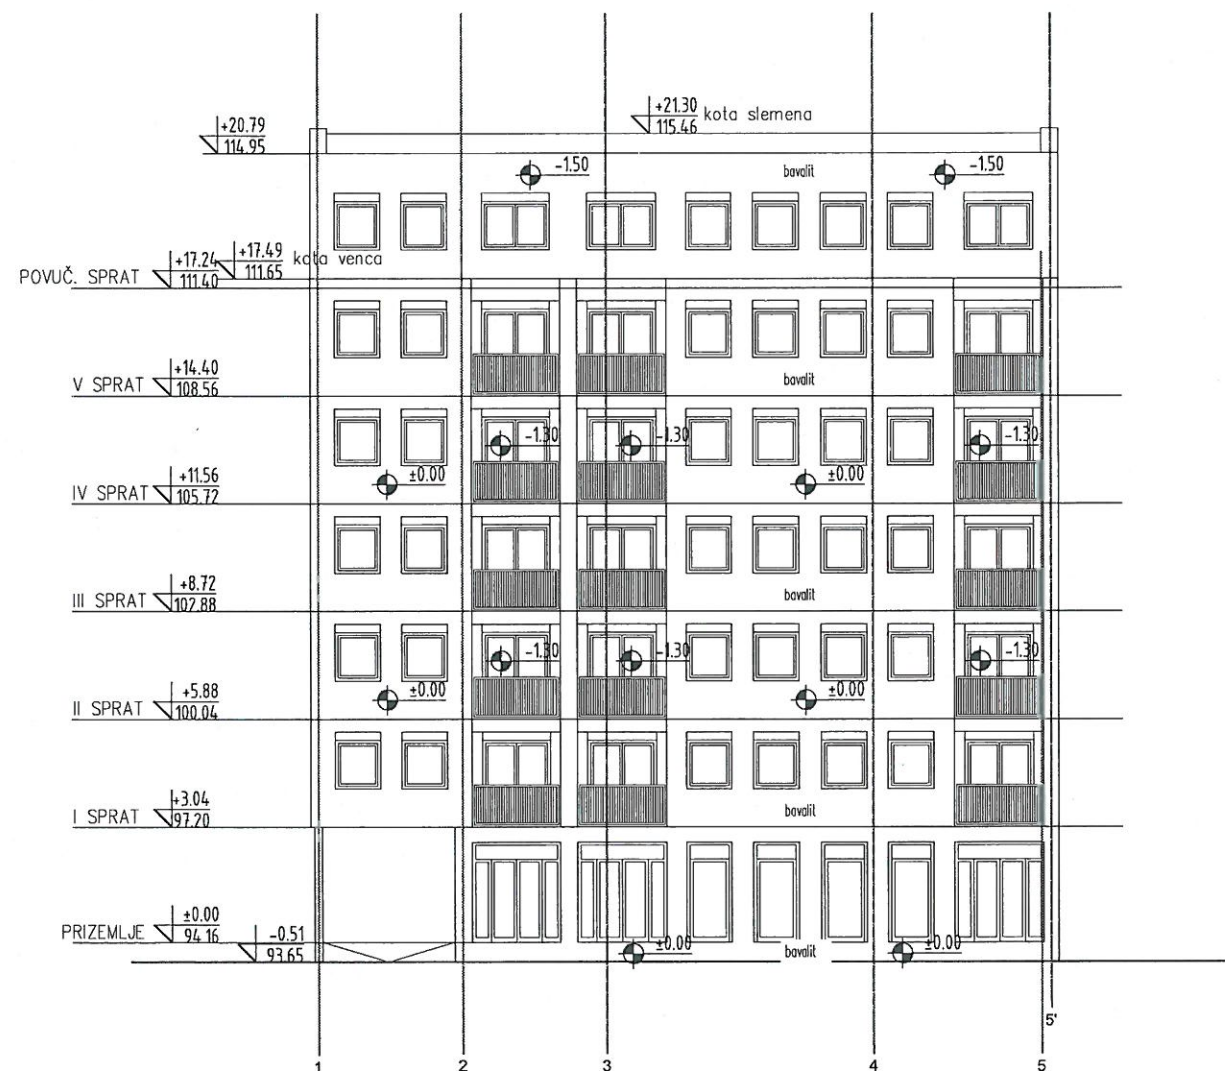 +21.30 kota slemena
115.46
+20.79
114.95
-1.50
bavalit
-1.50
+17.49 kota venca
111.65
POVUČ. SPRAT +17.24
111.40
V SPRAT +14.40
108.56
bavalit
-1.30
-1.30
-1.30
±0.00
±0.00
IV SPRAT +11.56
105.72
III SPRAT +8.72
102.88
bavalit
-1.30
-1.30
-1.30
±0.00
±0.00
II SPRAT +5.88
100.04
I SPRAT +3.04
97.20
bavalit
PRIZEMLJE ±0.00
94.16
-0.51
93.65
±0.00
bavalit
±0.00
5'
1 2 3 4 5